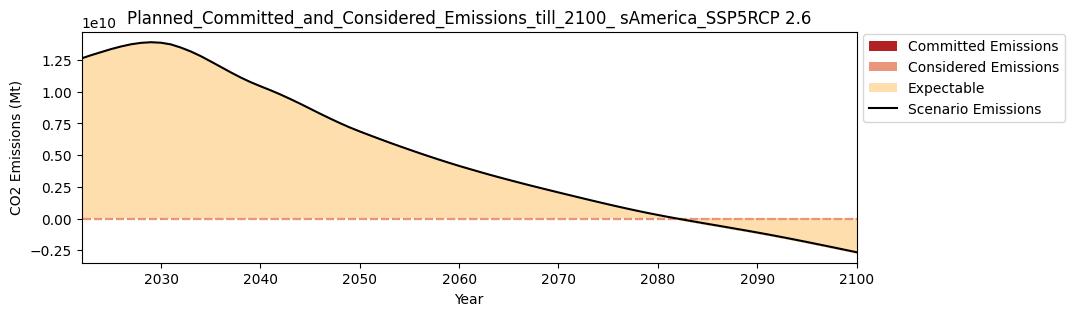 Planned_Committed_and_Considered_Emissions_till_2100_ sAmerica_SSP5RCP 2.6
1e10
1.25
1.00
0.75
0.50
0.25
0.00
−0.25
CO2 Emissions (Mt)
2030 2040 2050 2060 2070 2080 2090 2100
Year
Committed Emissions
Considered Emissions
Expectable
Scenario Emissions